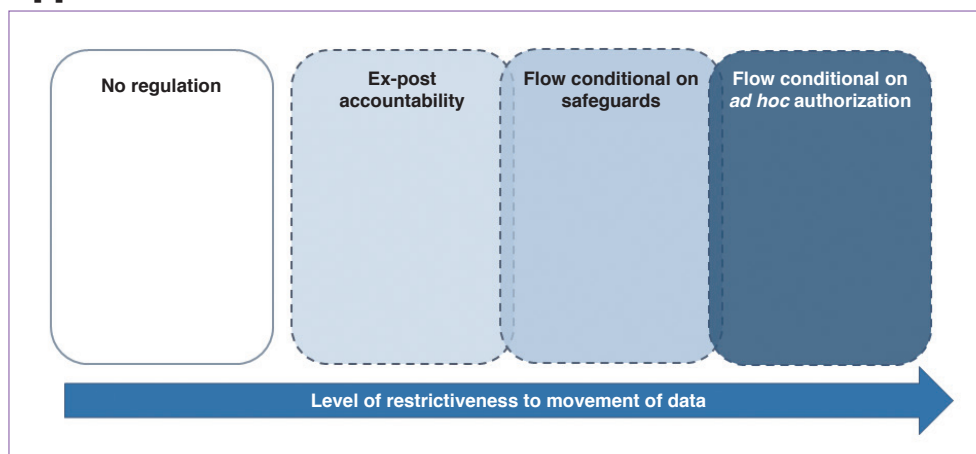 No regulation
Ex-post
accountability
Flow conditional on
safeguards
Flow conditional on
ad hoc authorization
Level of restrictiveness to movement of data